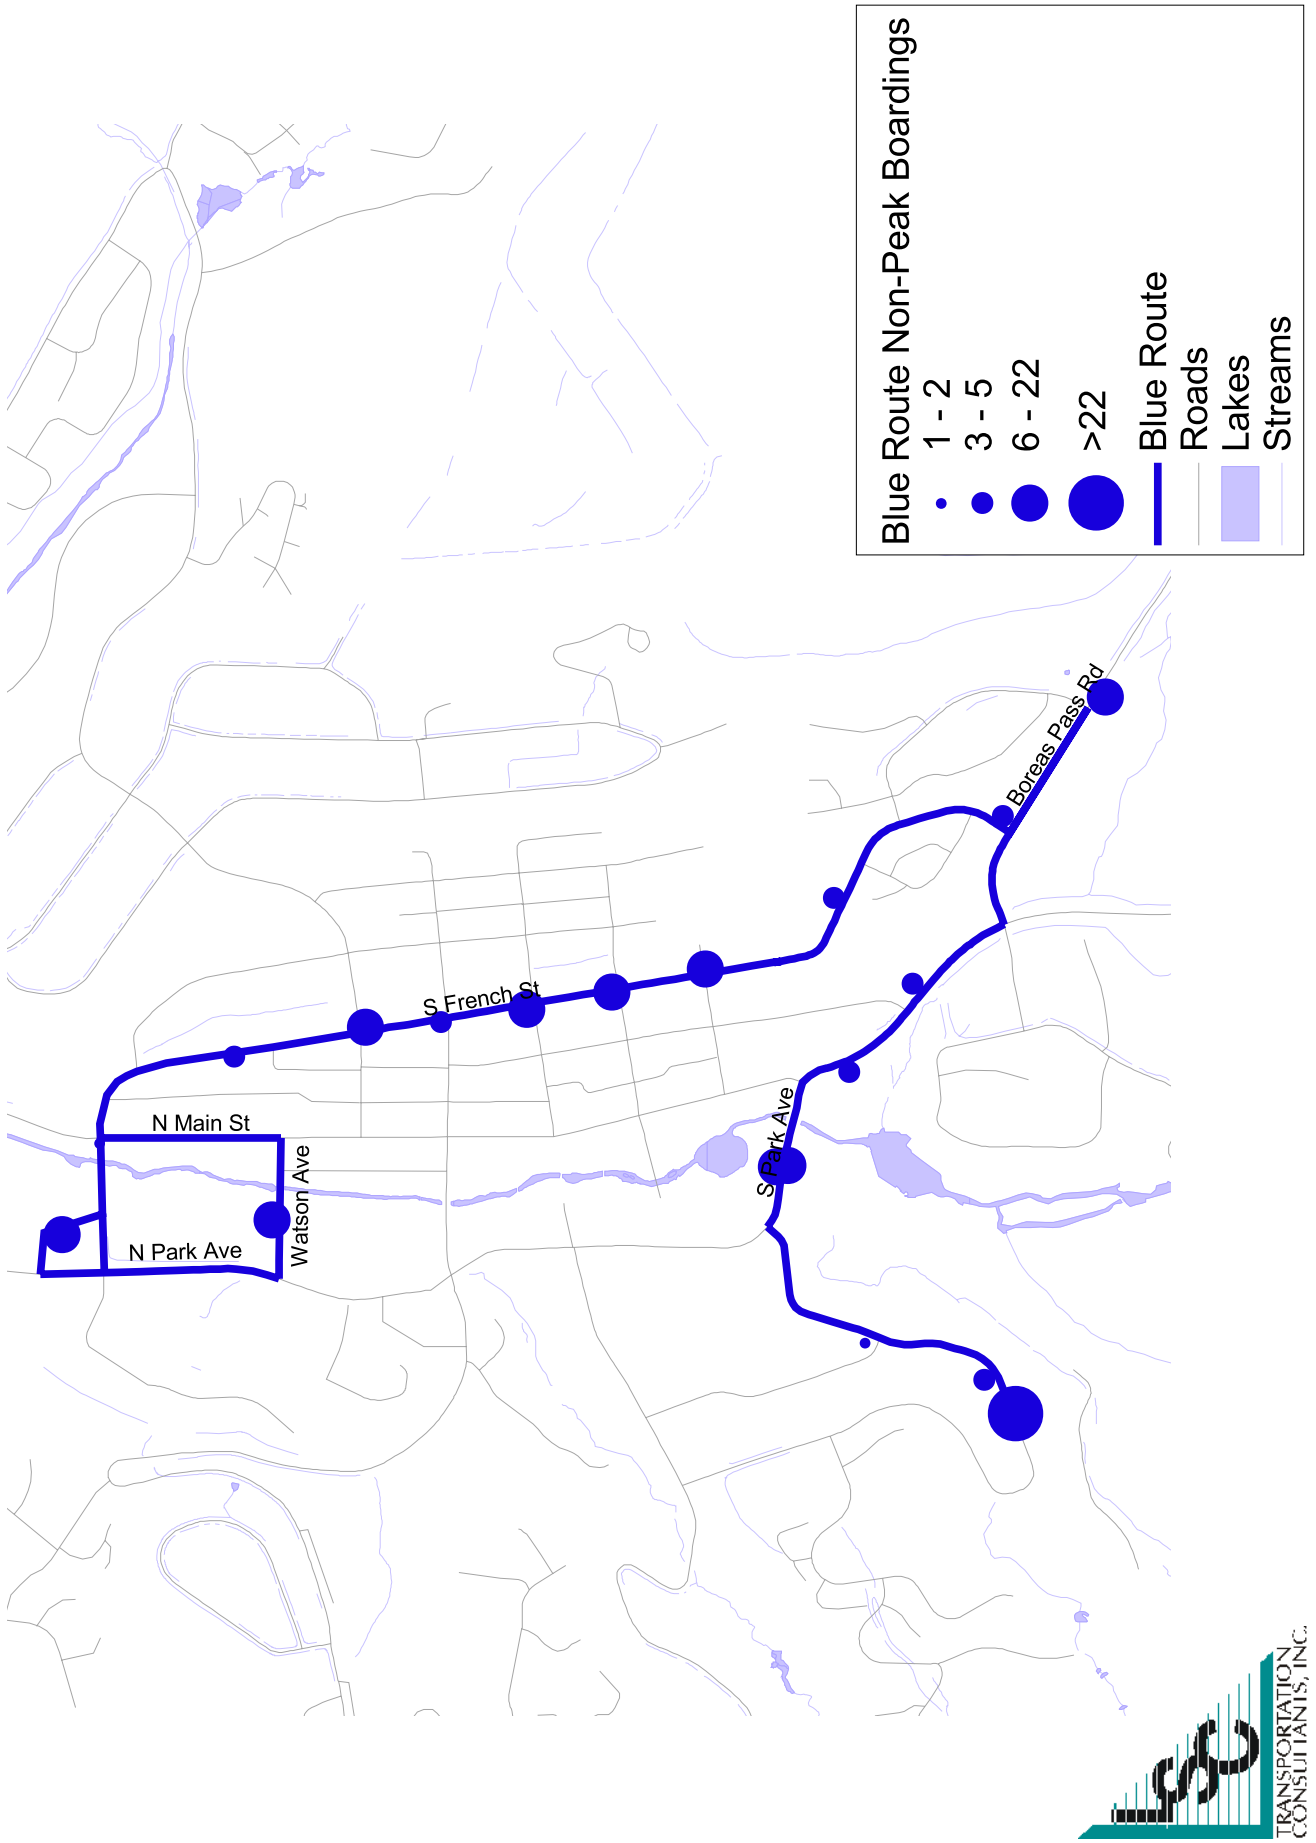 Blue Route Non-Peak Boardings
1 - 2
3 - 5
6 - 22
>22
Blue Route
Roads
Lakes
Streams
Boreas Pass Rd
S French St
N Main St
Watson Ave
N Park Ave
S Park Ave
LSC
TRANSPORTATION
CONSULTANTS, INC.